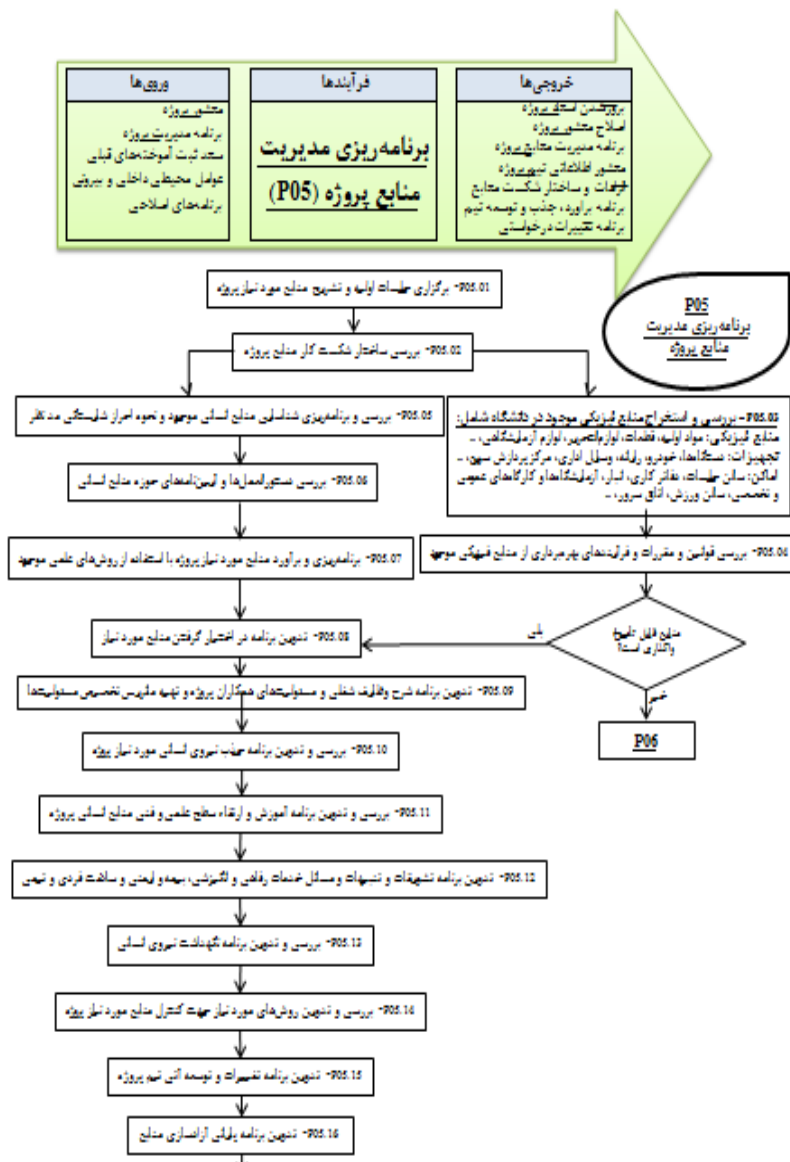 ورودی‌ها
منشور پروژه
برنامه مدیریت پروژه
سند ثبت آموخته‌های قبلی
عوامل محیطی داخلی و بیرونی
برنامه‌های اصلاحی
فرآیندها
برنامه‌ریزی مدیریت
منابع پروژه (P05)
خروجی‌ها
بروزشدن اسناد پروژه
اصلاح منشور پروژه
برنامه مدیریت منابع پروژه
منشور اطلاعاتی تیم پروژه
الزامات و ساختار شکست منابع
برنامه برآورد، جذب و توسعه تیم
برنامه تغییرات درخواستی
P05
برنامه‌ریزی مدیریت
منابع پروژه
P05.01- برگزاری جلسات اولیه و تشریح منابع مورد نیاز پروژه
P05.02- بررسی ساختار شکست کار منابع پروژه
P05.03 - بررسی و استخراج منابع فیزیکی موجود در دانشگاه شامل:
منابع فیزیکی: مواد اولیه، قطعات، لوازم‌التحریر، لوازم آزمایشگاهی، ..
تجهیزات: دستگاه‌ها، خودرو، رایانه، وسایل اداری، مرکز پردازش سریع، ..
اماکن: سالن جلسات، دفاتر کاری، انبار، آزمایشگاه‌ها و کارگاه‌های عمومی
و تخصصی، سالن ورزش، اتاق سرور، ..
P05.04- بررسی قوانین و مقررات و فرآیندهای بهره‌برداری از منابع فیزیکی موجود
منابع قابل تامین/
واگذاری است؟
بلی
خیر
P06
P05.05- بررسی و برنامه‌ریزی شناسایی منابع انسانی موجود و نحوه احراز شایستگی مد نظر
P05.06- بررسی دستورالعمل‌ها و آیین‌نامه‌های حوزه منابع انسانی
P05.07- برنامه‌ریزی و برآورد منابع مورد نیاز پروژه با استفاده از روش‌های علمی موجود
P05.08- تدوین برنامه در اختیار گرفتن منابع مورد نیاز
P05.09- تدوین برنامه شرح وظایف شغلی و مسئولیت‌های همکاران پروژه و تهیه ماتریس تخصیص مسئولیت‌ها
P05.10- بررسی و تدوین برنامه جذب نیروی انسانی مورد نیاز پروژه
P05.11- بررسی و تدوین برنامه آموزش و ارتقاء سطح علمی و فنی منابع انسانی پروژه
P05.12- تدوین برنامه تشویقات و تنبیهات و مسائل خدمات رفاهی و انگیزشی، بیمه و ایمنی و سلامت فردی و تیمی
P05.13- بررسی و تدوین برنامه نگهداشت نیروی انسانی
P05.14- بررسی و تدوین روش‌های مورد نیاز جهت کنترل منابع مورد نیاز پروژه
P05.15- تدوین برنامه تغییرات و توسعه آتی تیم پروژه
P05.16- تدوین برنامه پایانی آزادسازی منابع